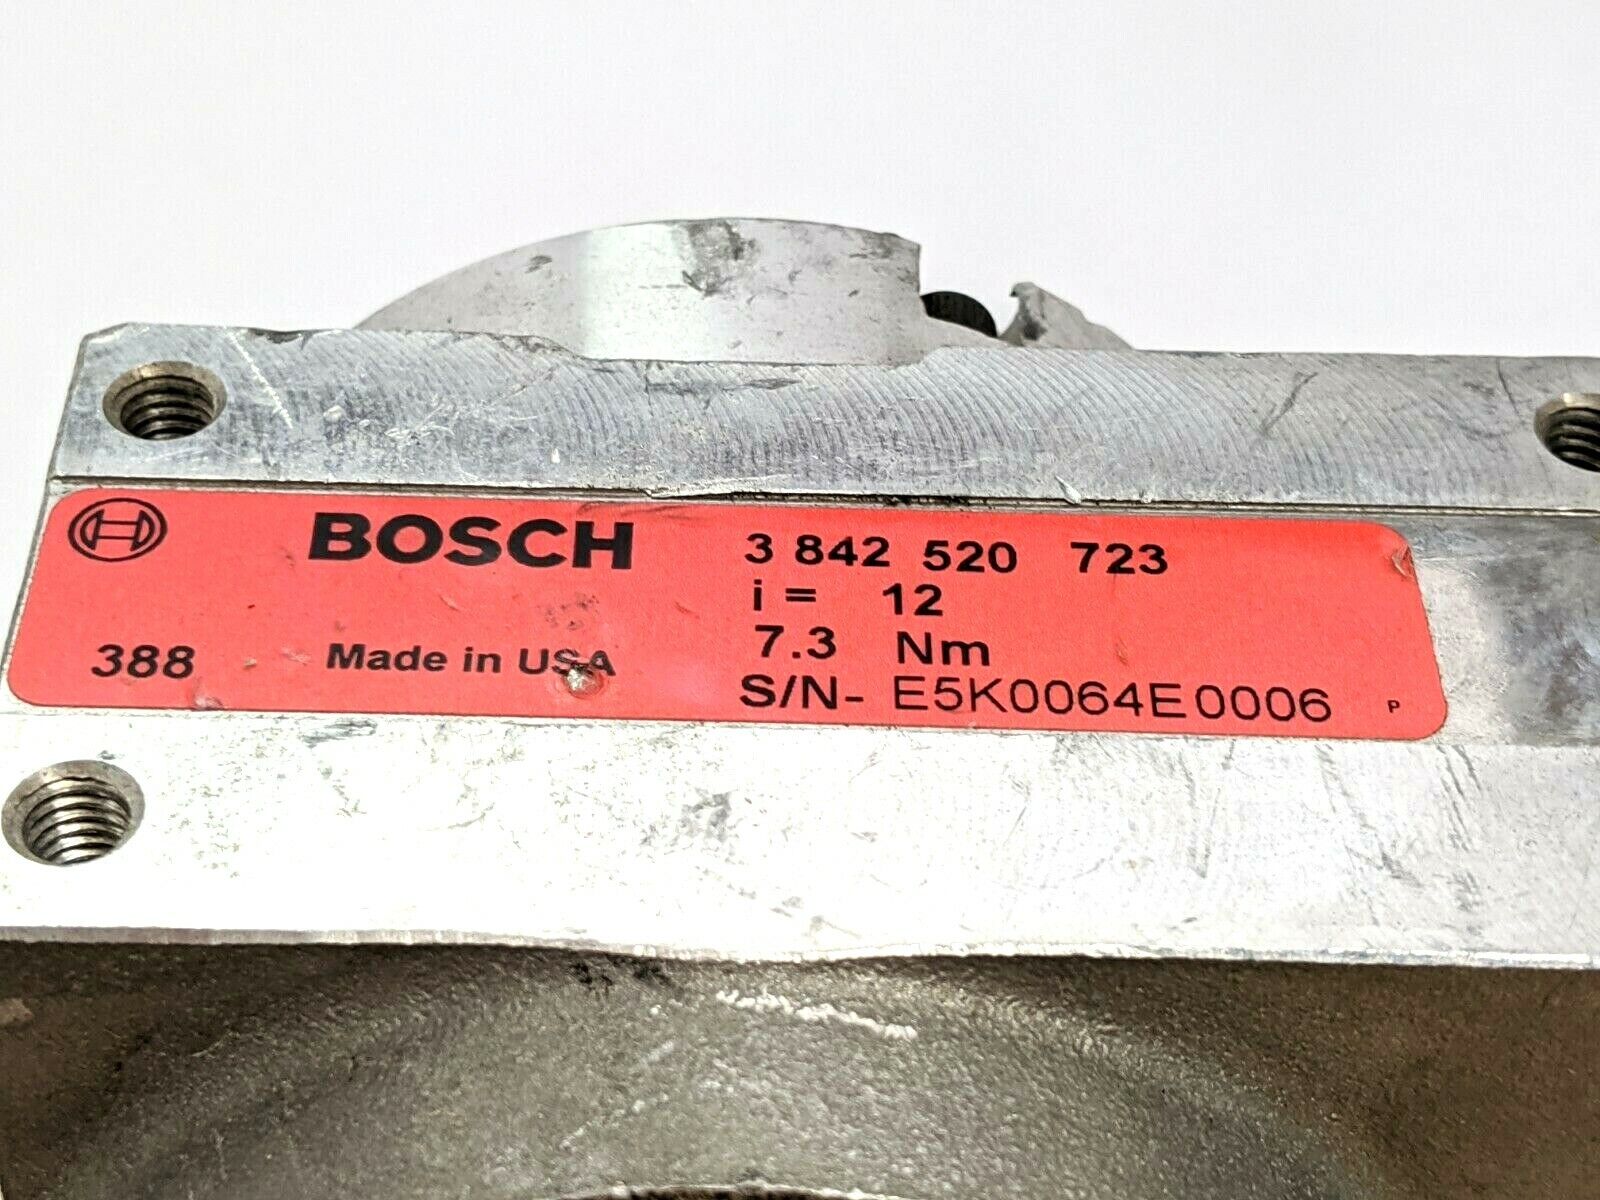 BOSCH 3 842 520 723
i = 12
7.3 Nm
388 Made in USA
S/N- E5K0064E0006 P